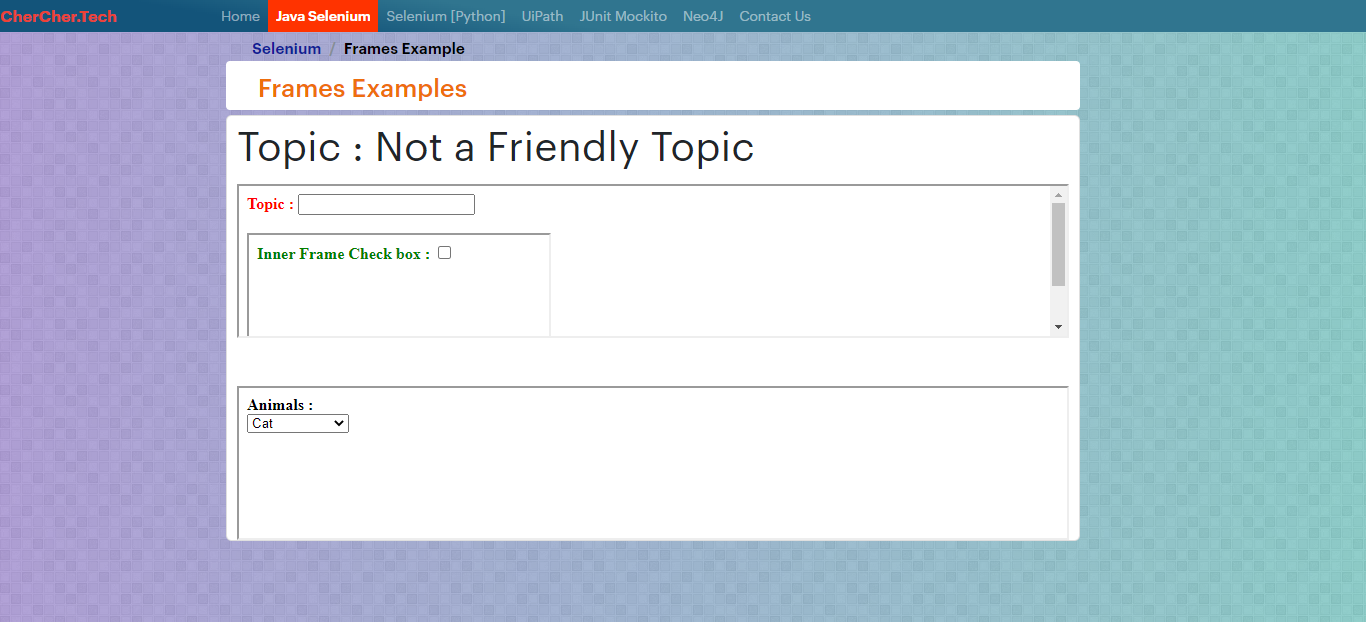 CherCher.Tech Home Java Selenium Selenium [Python] UiPath JUnit Mockito Neo4J Contact Us
Selenium / Frames Example
Frames Examples
Topic : Not a Friendly Topic
Topic :
Inner Frame Check box :
Animals :
Cat